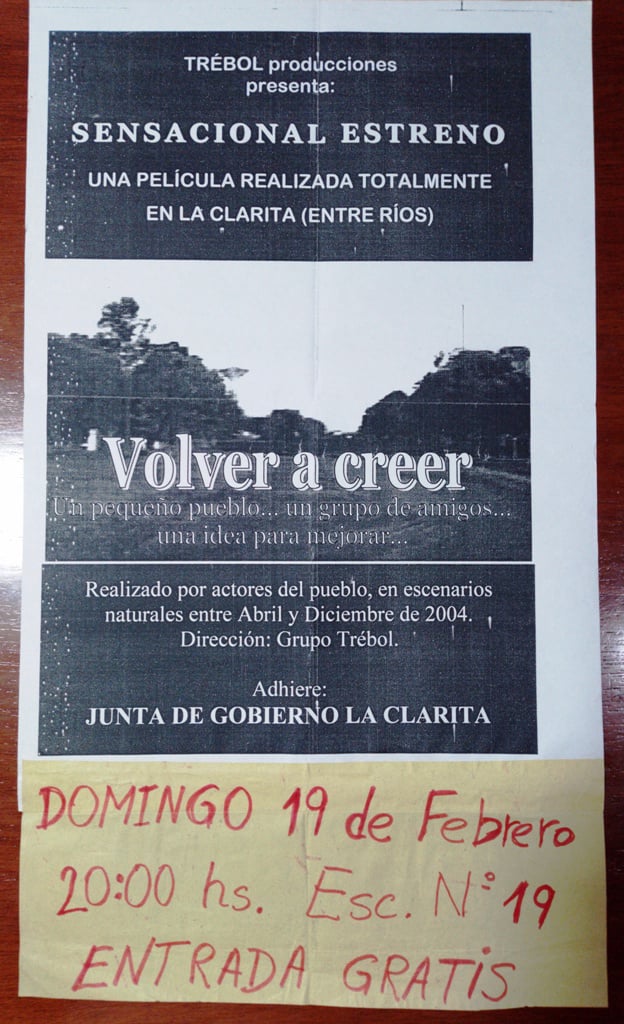 TRÉBOL producciones
presenta:
SENSACIONAL ESTRENO
UNA PELÍCULA REALIZADA TOTALMENTE
EN LA CLARITA (ENTRE RÍOS)
Volver a creer
Un pequeño pueblo... un grupo de amigos...
una idea para mejorar...
Realizado por actores del pueblo, en escenarios
naturales entre Abril y Diciembre de 2004.
Dirección: Grupo Trébol.
Adhiere:
JUNTA DE GOBIERNO LA CLARITA
DOMINGO 19 de Febrero
20:00 hs. Esc. N° 19
ENTRADA GRATIS